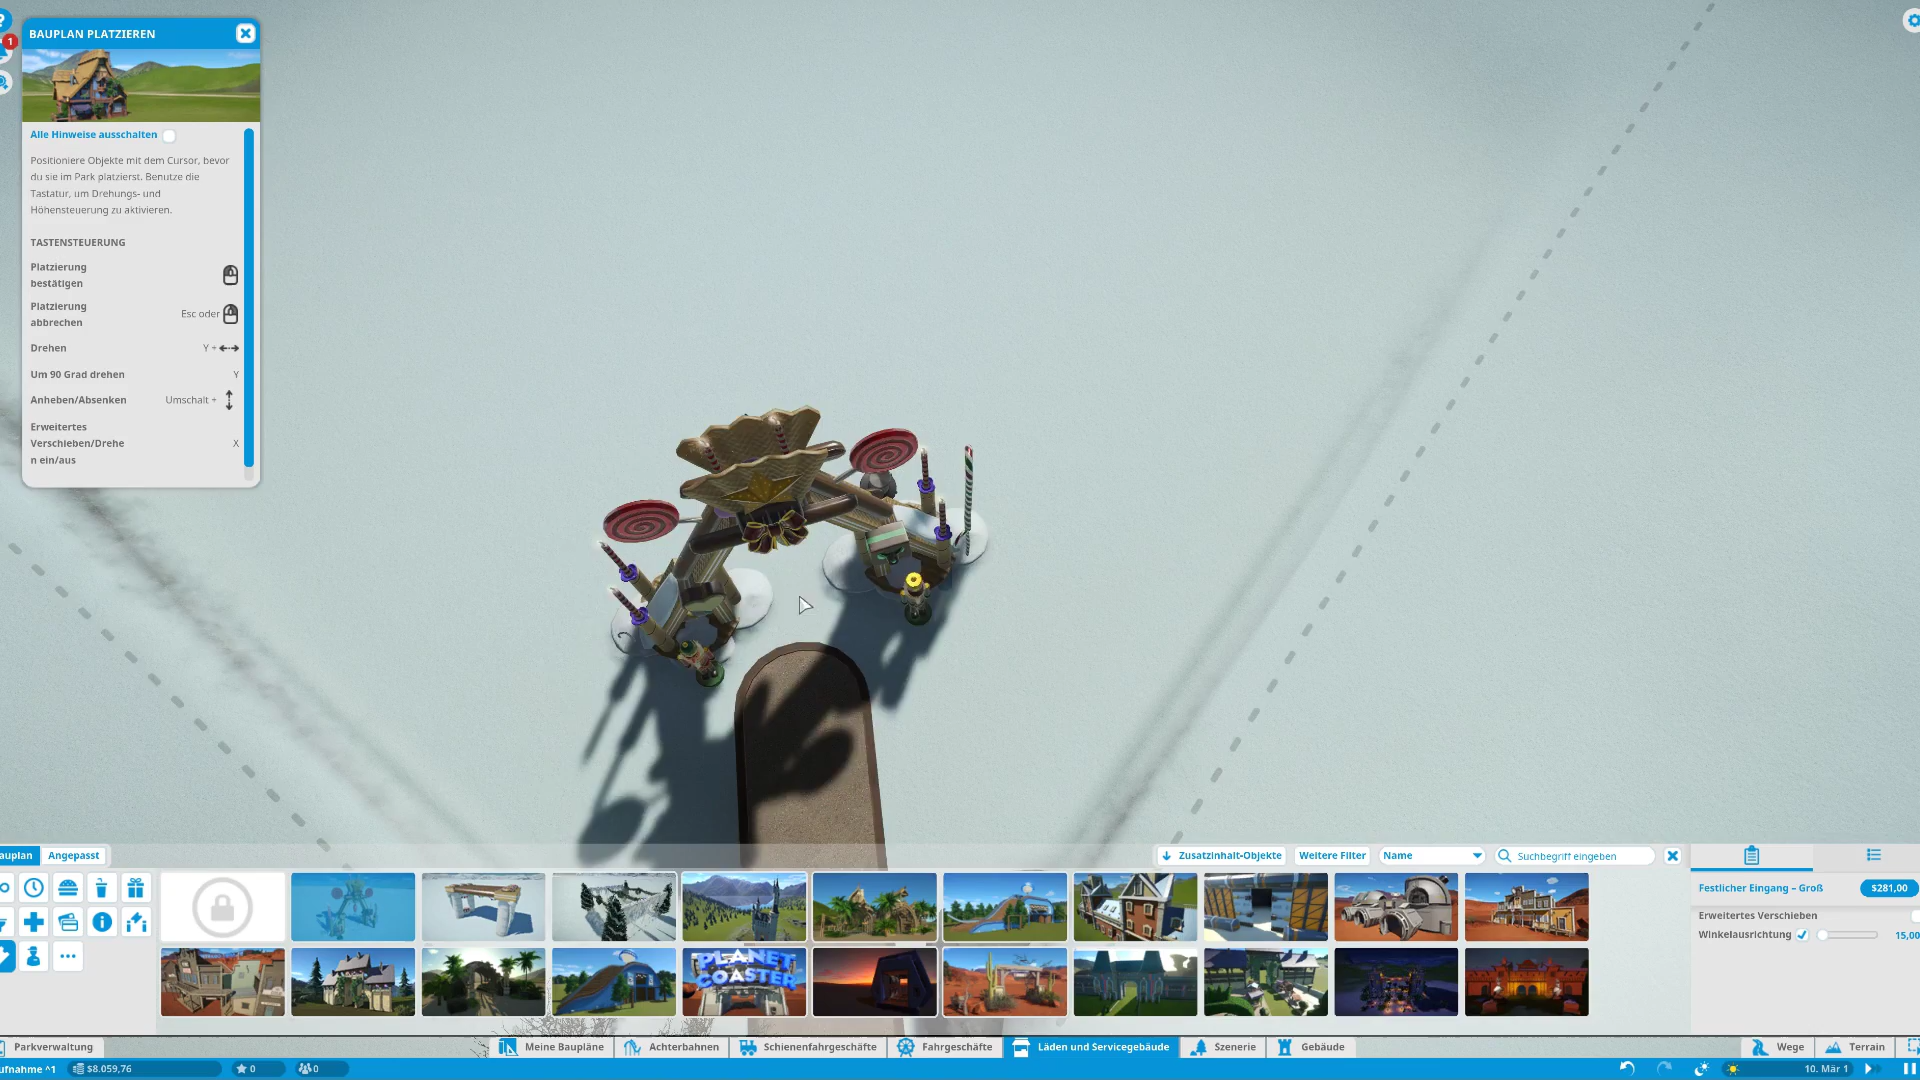 ?
BAUPLAN PLATZIEREN
1
Alle Hinweise ausschalten
Positioniere Objekte mit dem Cursor, bevor
du sie im Park platzierst. Benutze die
Tastatur, um Drehungs- und
Höhensteuerung zu aktivieren.
TASTENSTEUERUNG
Platzierung
bestätigen
Platzierung
abbrechen
Esc oder
Drehen
Y +
Um 90 Grad drehen
Y
Anheben/Absenken
Umschalt +
Erweitertes
Verschieben/Drehe
n ein/aus
X
auplan
Angepasst
Zusatzinhalt-Objekte
Weitere Filter
Name
Suchbegriff eingeben
PLANET
COASTER
Festlicher Eingang – Groß
$281,00
Erweitertes Verschieben
Winkelausrichtung
15,00
Parkverwaltung
Meine Baupläne
Achterbahnen
Schienenfahrgeschäfte
Fahrgeschäfte
Läden und Servicegebäude
Szenerie
Gebäude
Wege
Terrain
ufnahme ^1
$8.059,76
0
0
10. Mär 1